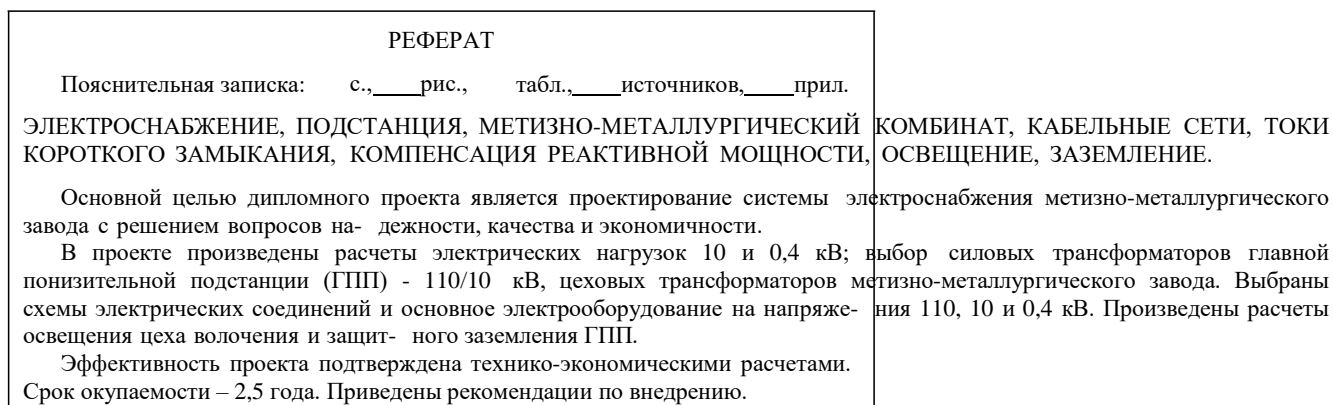 РЕФЕРАТ
Пояснительная записка: с.,____рис., табл.,____источников,____прил.
ЭЛЕКТРОСНАБЖЕНИЕ, ПОДСТАНЦИЯ, МЕТИЗНО-МЕТАЛЛУРГИЧЕСКИЙ КОМБИНАТ, КАБЕЛЬНЫЕ СЕТИ, ТОКИ
КОРОТКОГО ЗАМЫКАНИЯ, КОМПЕНСАЦИЯ РЕАКТИВНОЙ МОЩНОСТИ, ОСВЕЩЕНИЕ, ЗАЗЕМЛЕНИЕ.
Основной целью дипломного проекта является проектирование системы электроснабжения метизно-металлургического
завода с решением вопросов на- дежности, качества и экономичности.
В проекте произведены расчеты электрических нагрузок 10 и 0,4 кВ; выбор силовых трансформаторов главной
понизительной подстанции (ГПП) - 110/10 кВ, цеховых трансформаторов метизно-металлургического завода. Выбраны
схемы электрических соединений и основное электрооборудование на напряже- ния 110, 10 и 0,4 кВ. Произведены расчеты
освещения цеха волочения и защит- ного заземления ГПП.
Эффективность проекта подтверждена технико-экономическими расчетами.
Срок окупаемости – 2,5 года. Приведены рекомендации по внедрению.